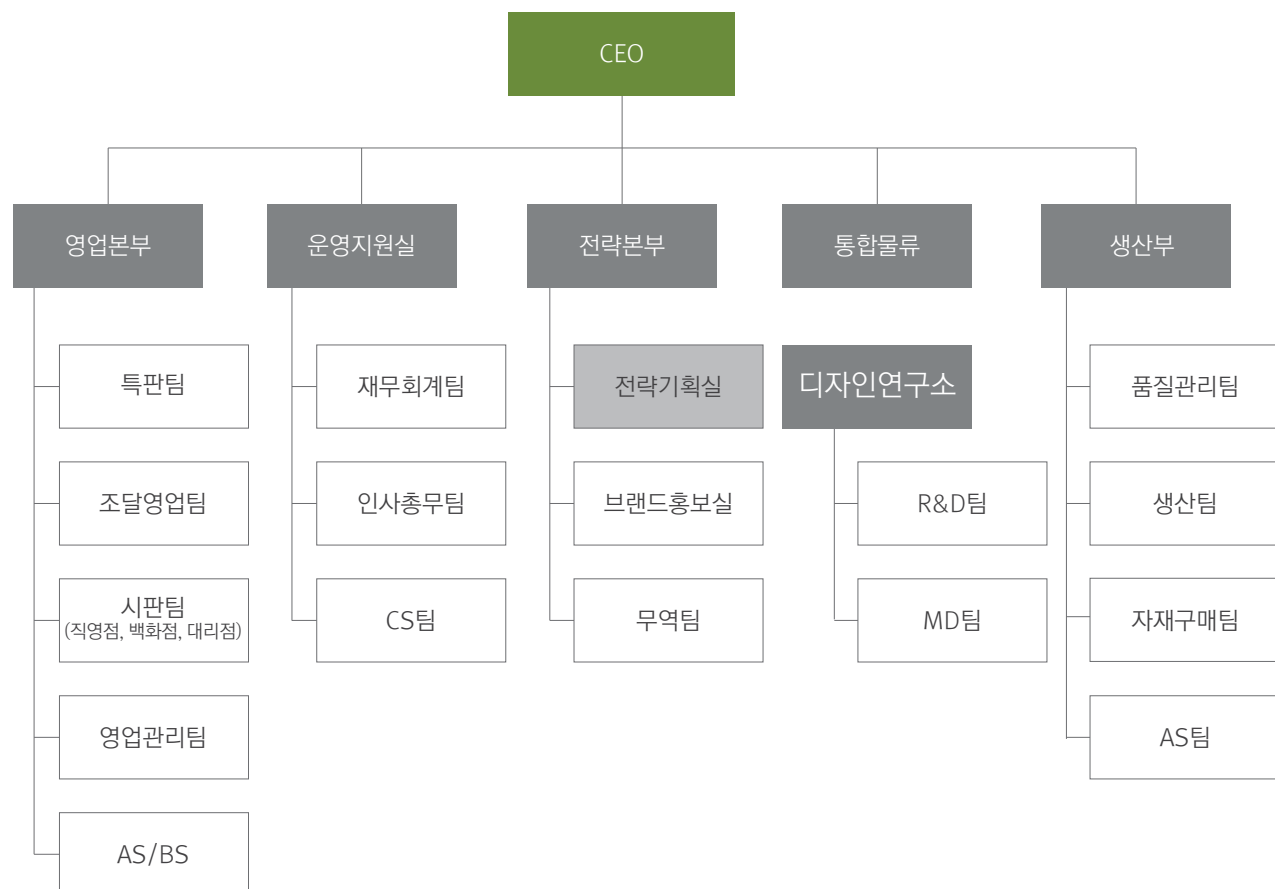 CEO
영업본부
운영지원실
전략본부
통합물류
생산부
특판팀
재무회계팀
전략기획실
디자인연구소
품질관리팀
조달영업팀
인사총무팀
브랜드홍보실
R&D팀
생산팀
시판팀
(직영점, 백화점, 대리점)
CS팀
무역팀
MD팀
자재구매팀
영업관리팀
AS팀
AS/BS